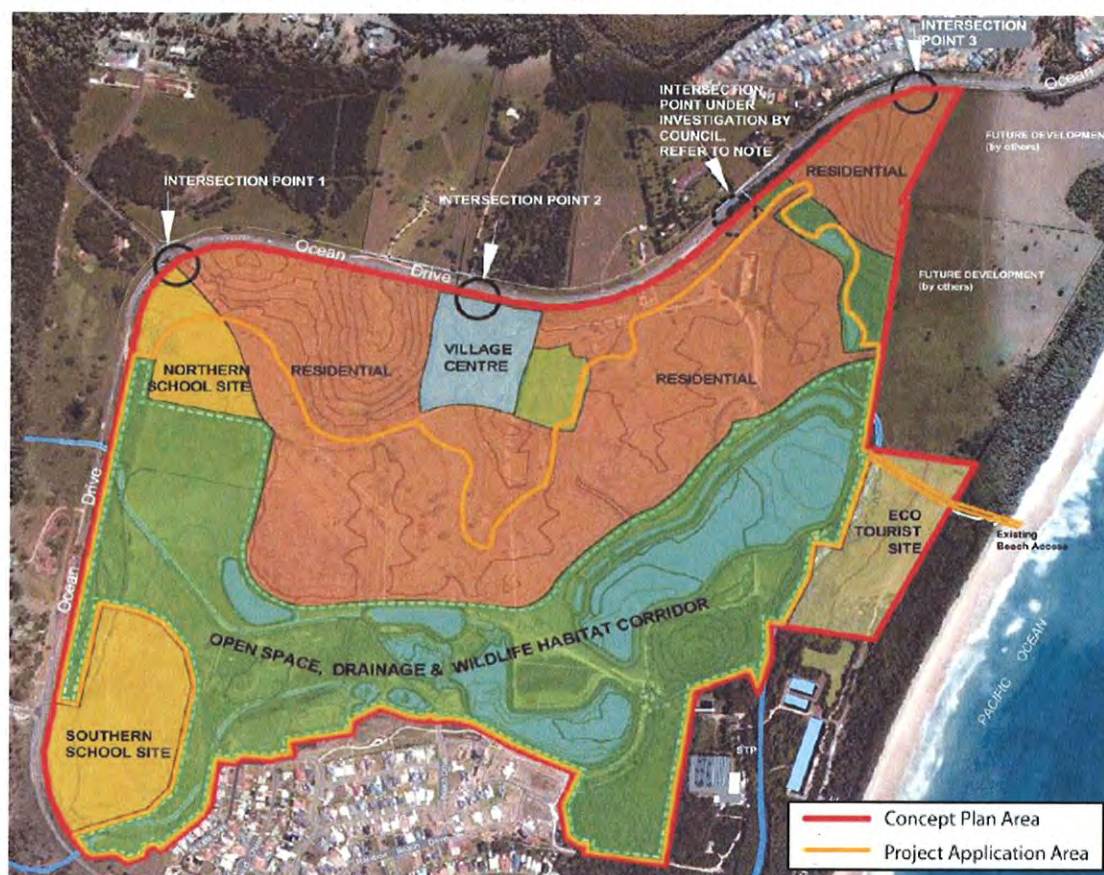 INTERSECTION
POINT 3
Ocean
INTERSECTION
POINT UNDER
INVESTIGATION BY
COUNCIL.
REFER TO NOTE
FUTURE DEVELOPMENT
(by others)
RESIDENTIAL
INTERSECTION POINT 1
INTERSECTION POINT 2
Ocean Drive
FUTURE DEVELOPMENT
(by others)
VILLAGE
CENTRE
NORTHERN
SCHOOL SITE
RESIDENTIAL
RESIDENTIAL
Ocean Drive
ECO
TOURIST
SITE
Existing
Beach Access
OPEN SPACE, DRAINAGE & WILDLIFE HABITAT CORRIDOR
PACIFIC OCEAN
SOUTHERN
SCHOOL SITE
STP
Drive
Concept Plan Area
Project Application Area